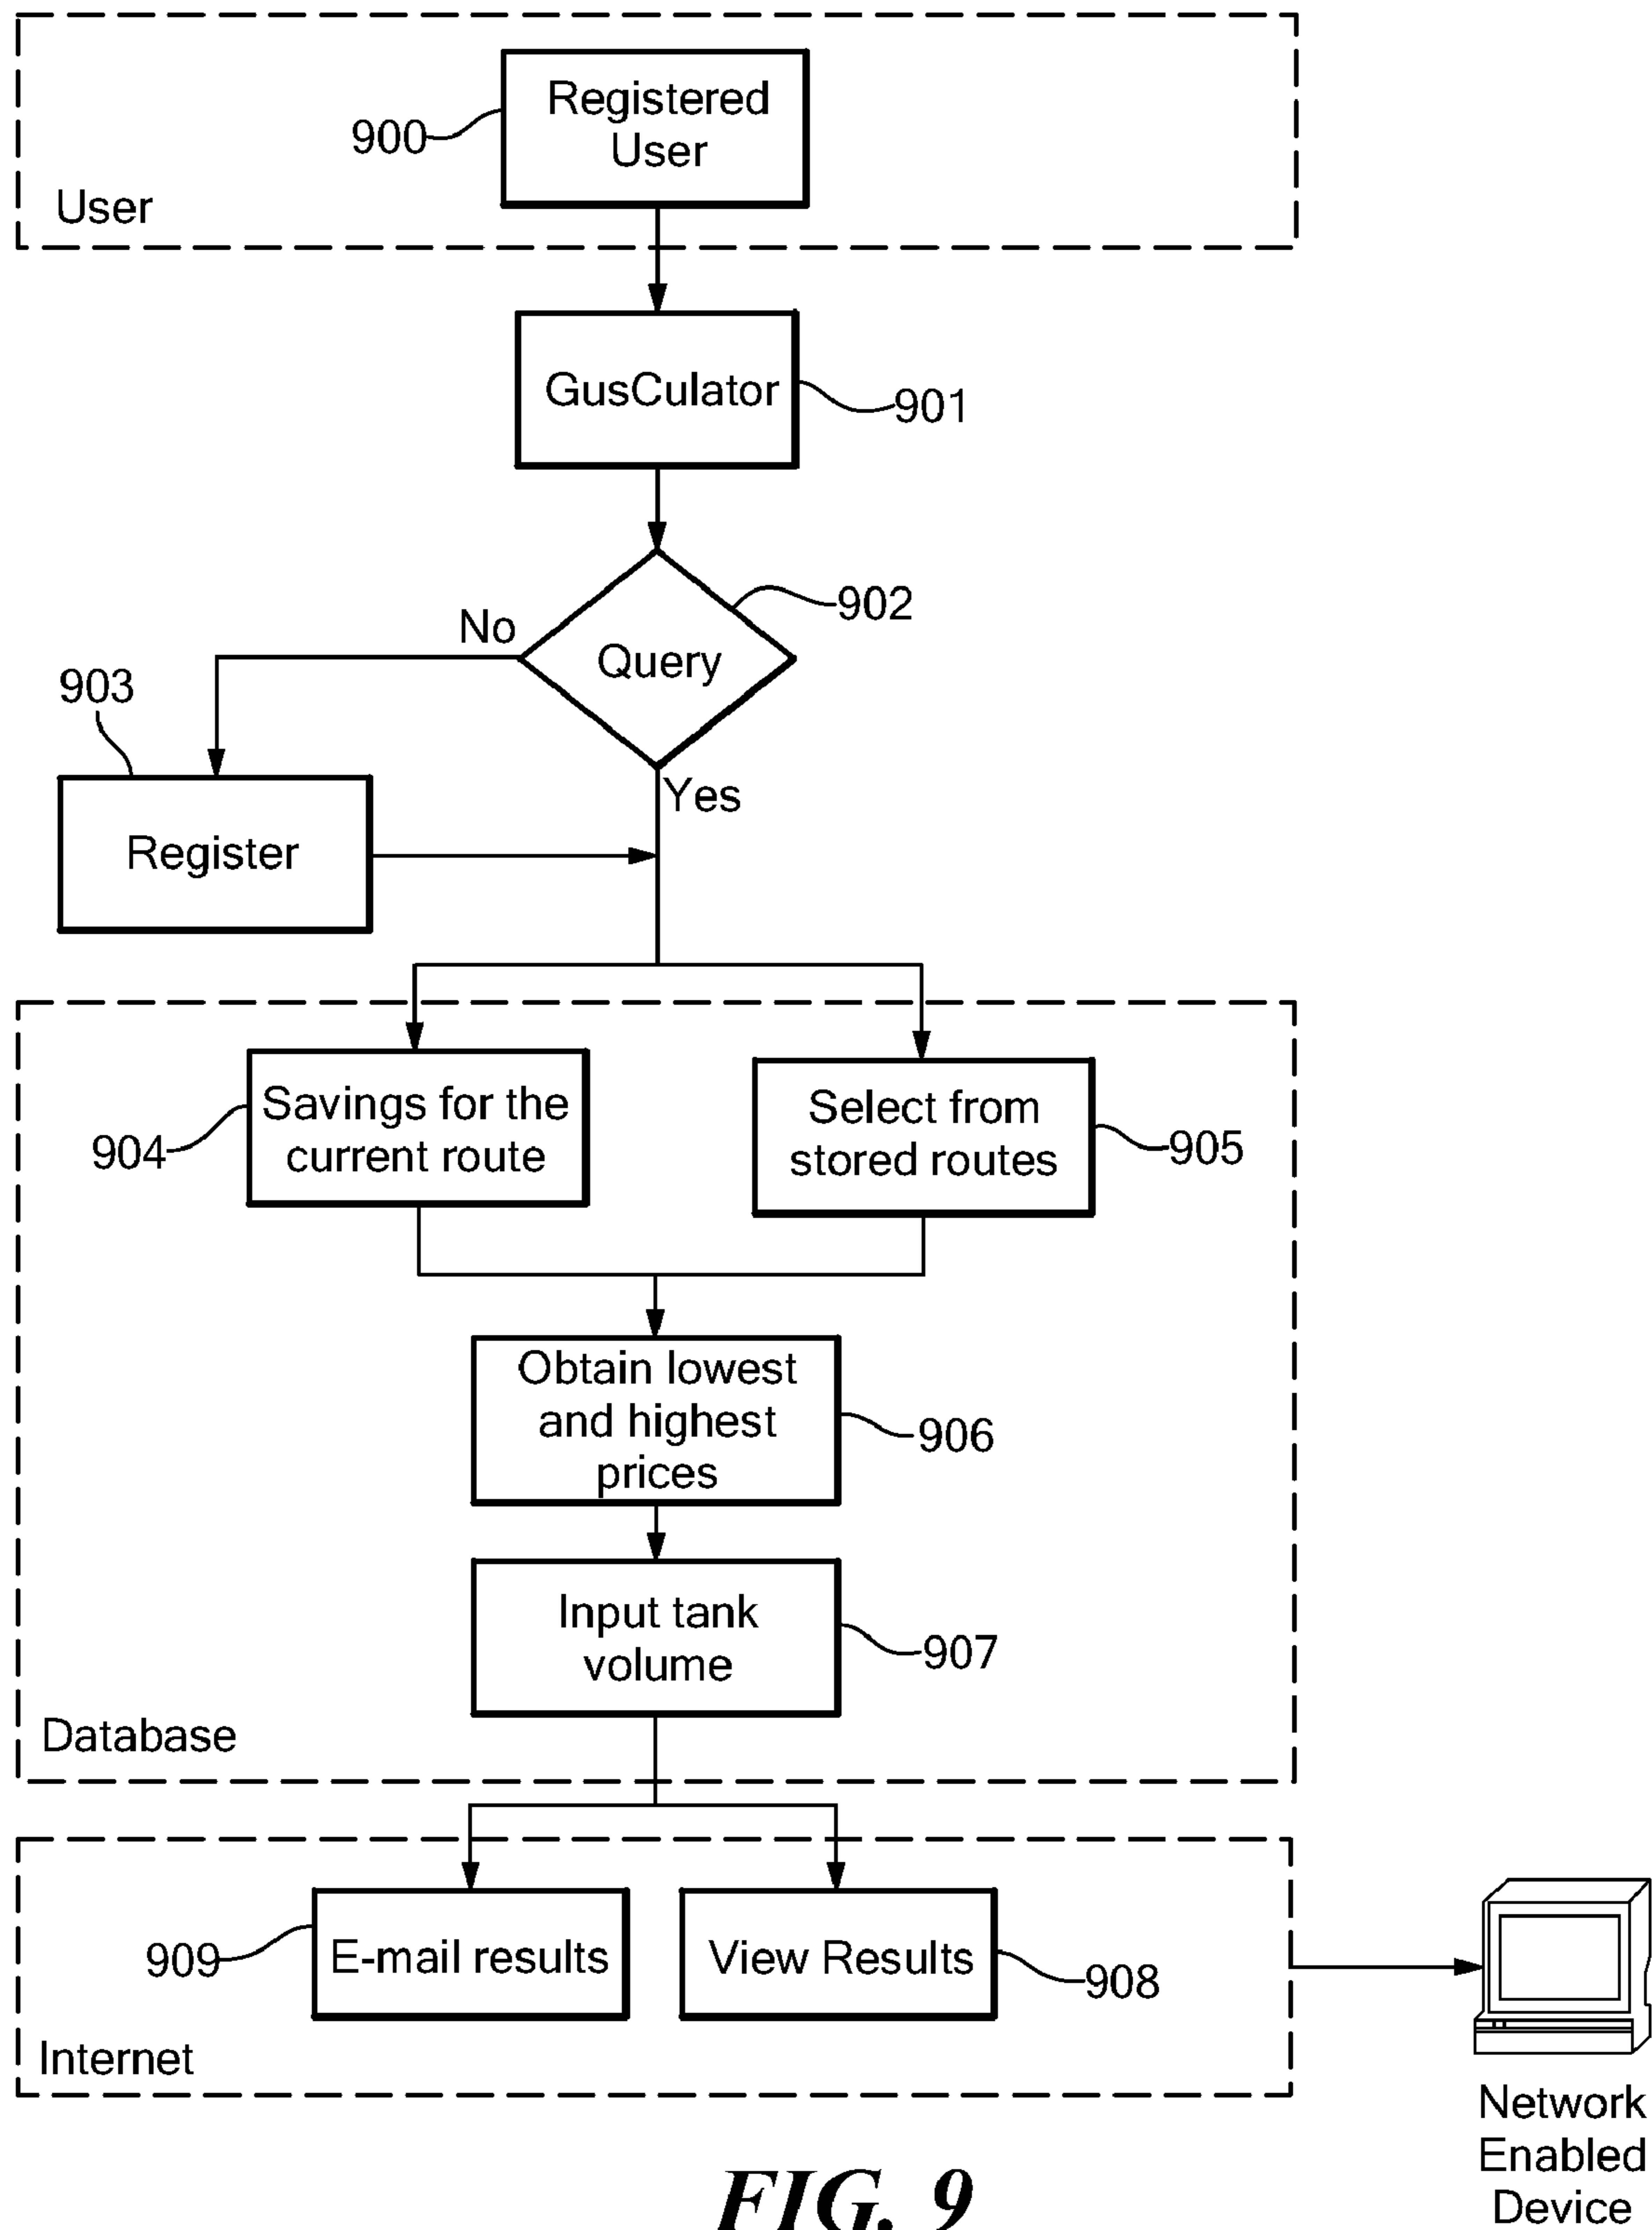 Registered
User
900
User
GusCulator
901
902
No
Query
903
Yes
Register
Savings for the
current route
904
Select from
stored routes
905
Obtain lowest
and highest
prices
906
Input tank
volume
907
Database
909
E-mail results
View Results
908
Internet
Network
Enabled
Device
FIG. 9